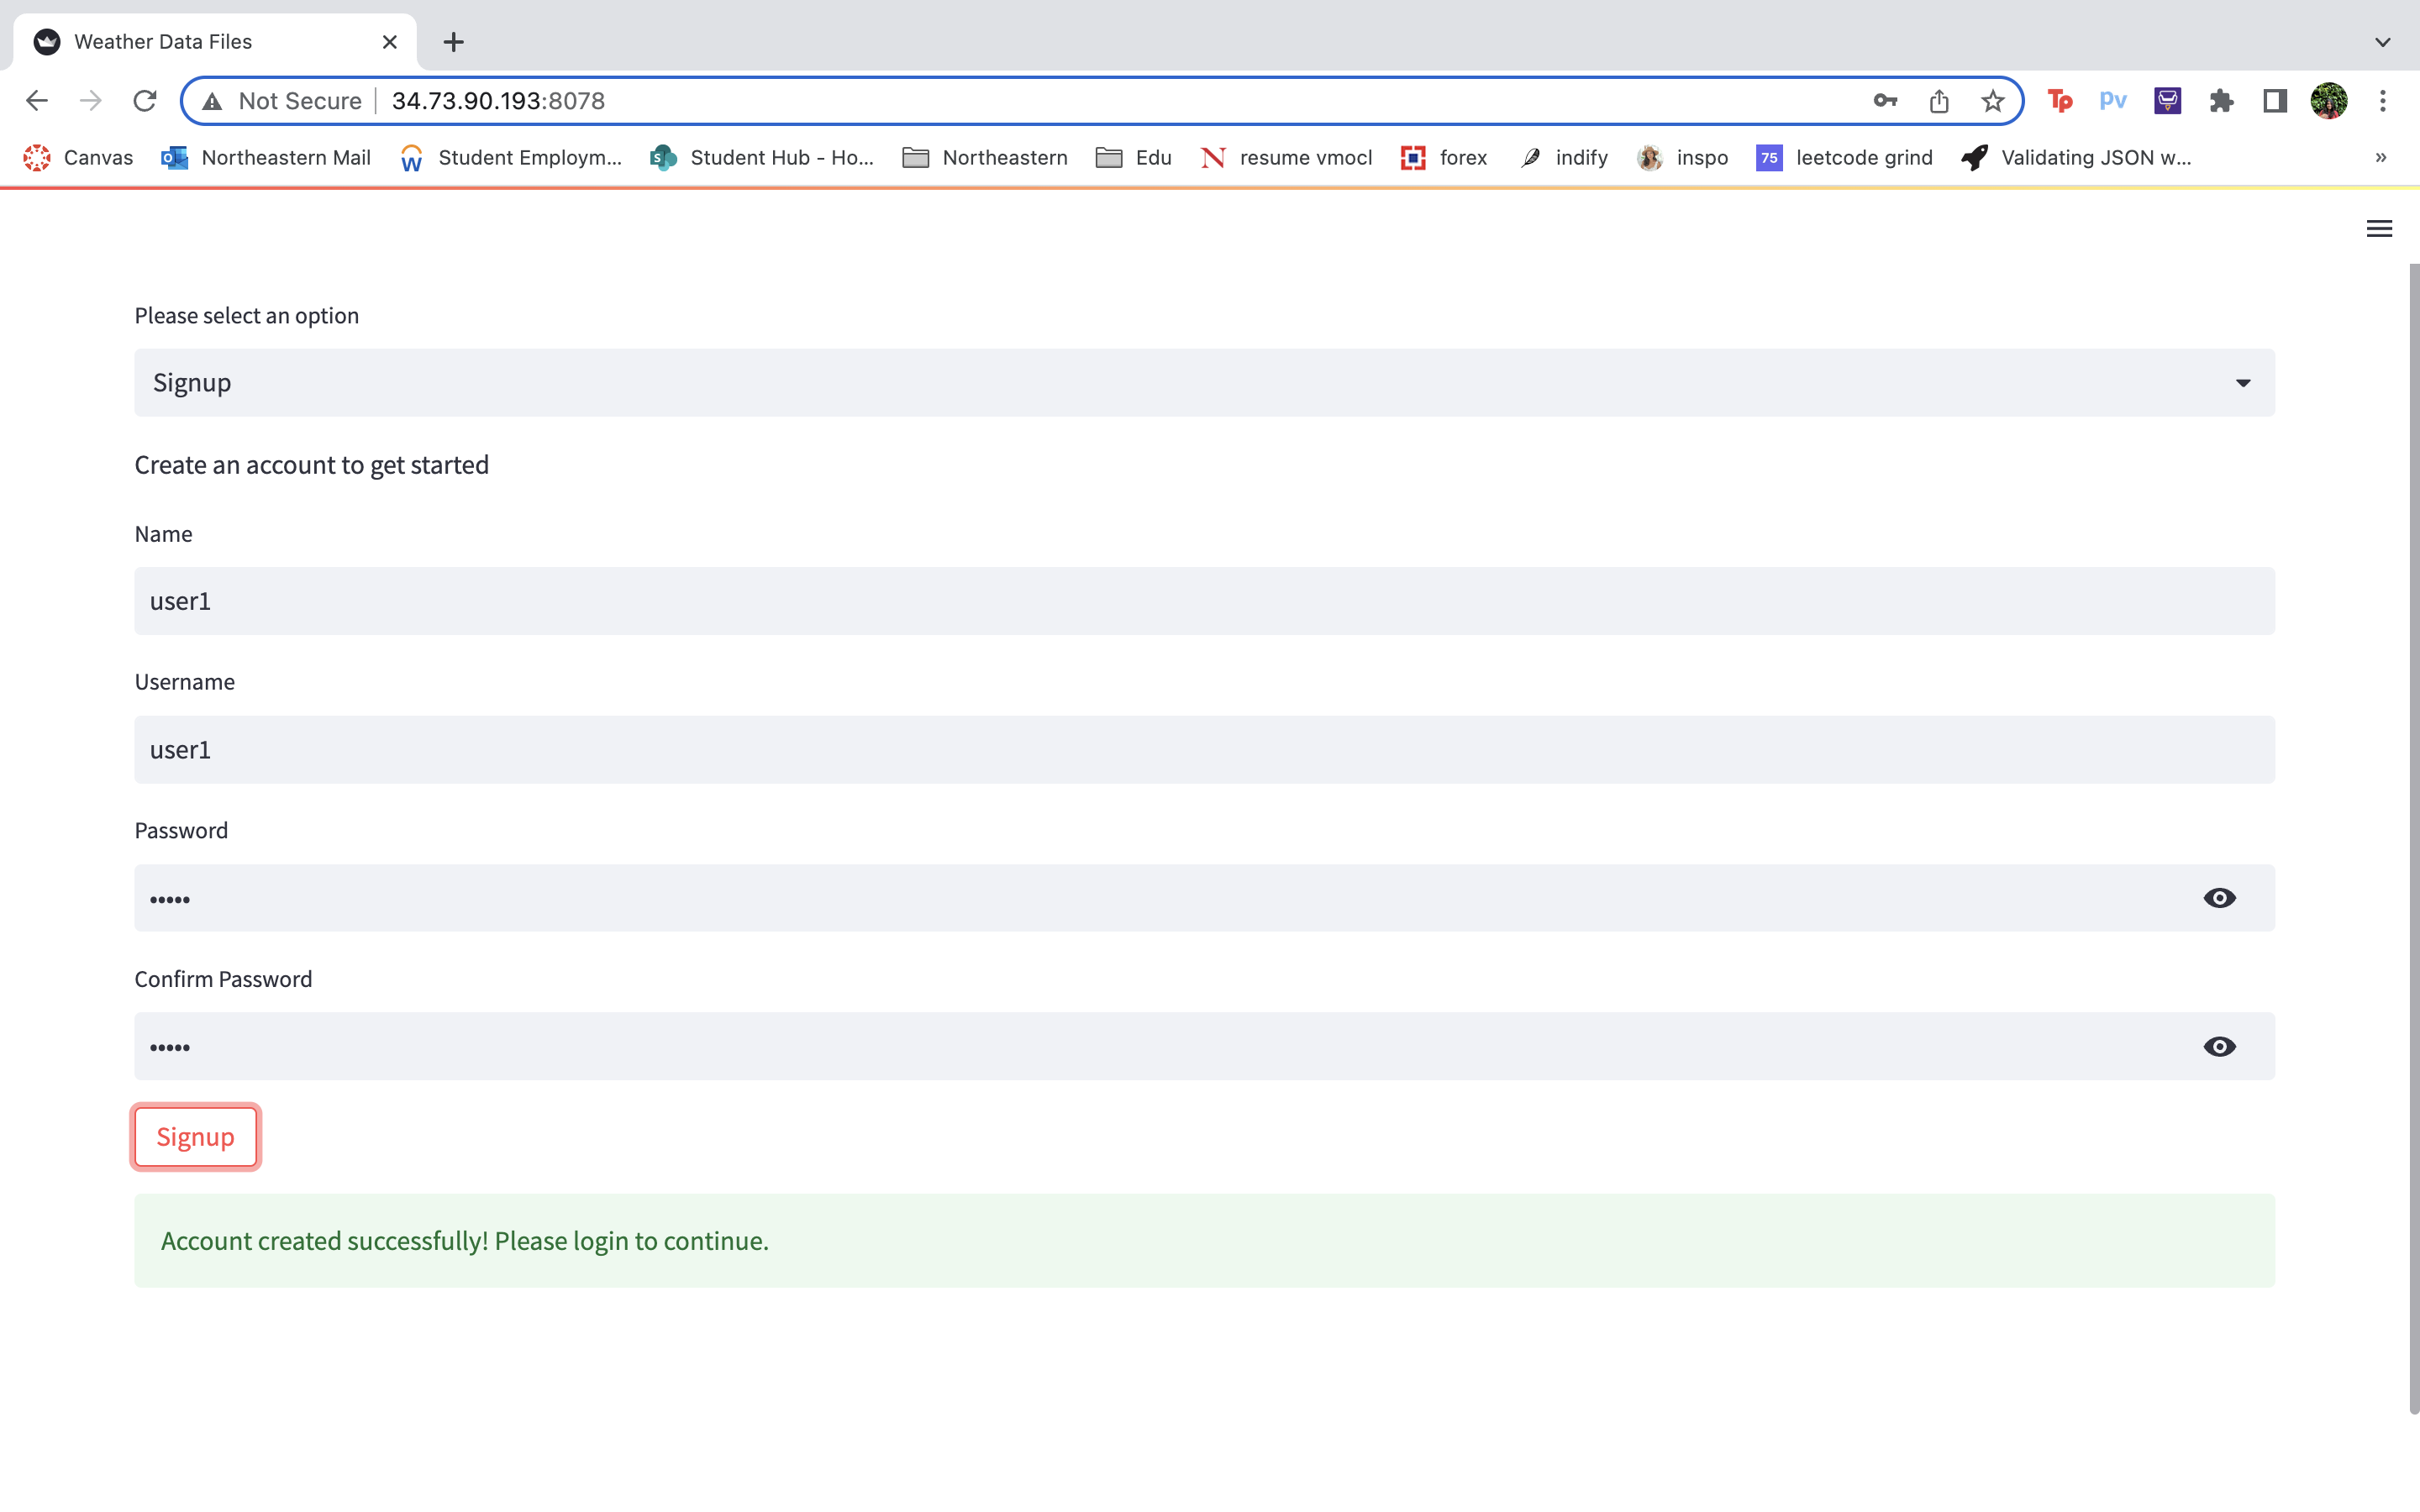 Weather Data Files
Not Secure 34.73.90.193:8078
Tp pv
Canvas Northeastern Mail Student Employm... Student Hub - Ho... Northeastern Edu resume vmocl forex indify inspo 75 leetcode grind Validating JSON w... »
Please select an option
Signup
Create an account to get started
Name
user1
Username
user1
Password
•••••
Confirm Password
•••••
Signup
Account created successfully! Please login to continue.